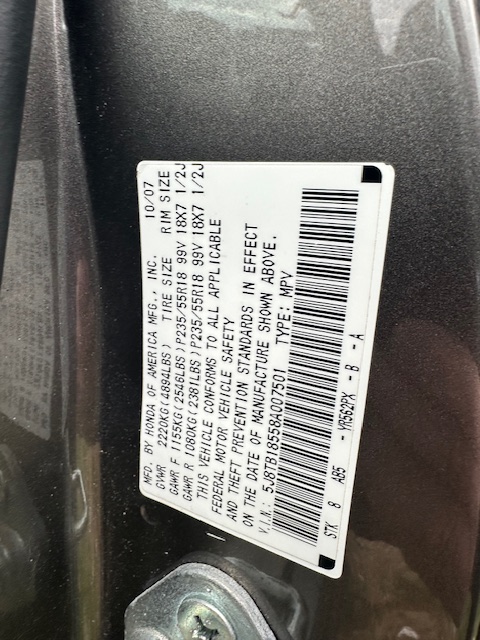 MFD. BY HONDA OF AMERICA MFG., INC. 10/07
GVWR 2220KG(4894LBS) TIRE SIZE RIM SIZE
GAWR F 1155KG(2546LBS)P235/55R18 99V 18X7 1/2J
GAWR R 1080KG(2381LBS)P235/55R18 99V 18X7 1/2J
THIS VEHICLE CONFORMS TO ALL APPLICABLE
FEDERAL MOTOR VEHICLE SAFETY
AND THEFT PREVENTION STANDARDS IN EFFECT
ON THE DATE OF MANUFACTURE SHOWN ABOVE.
V.I.N.: 5J8TB18558A007501 TYPE: MPV
STK 8 AB5 -YR562PX -B -A